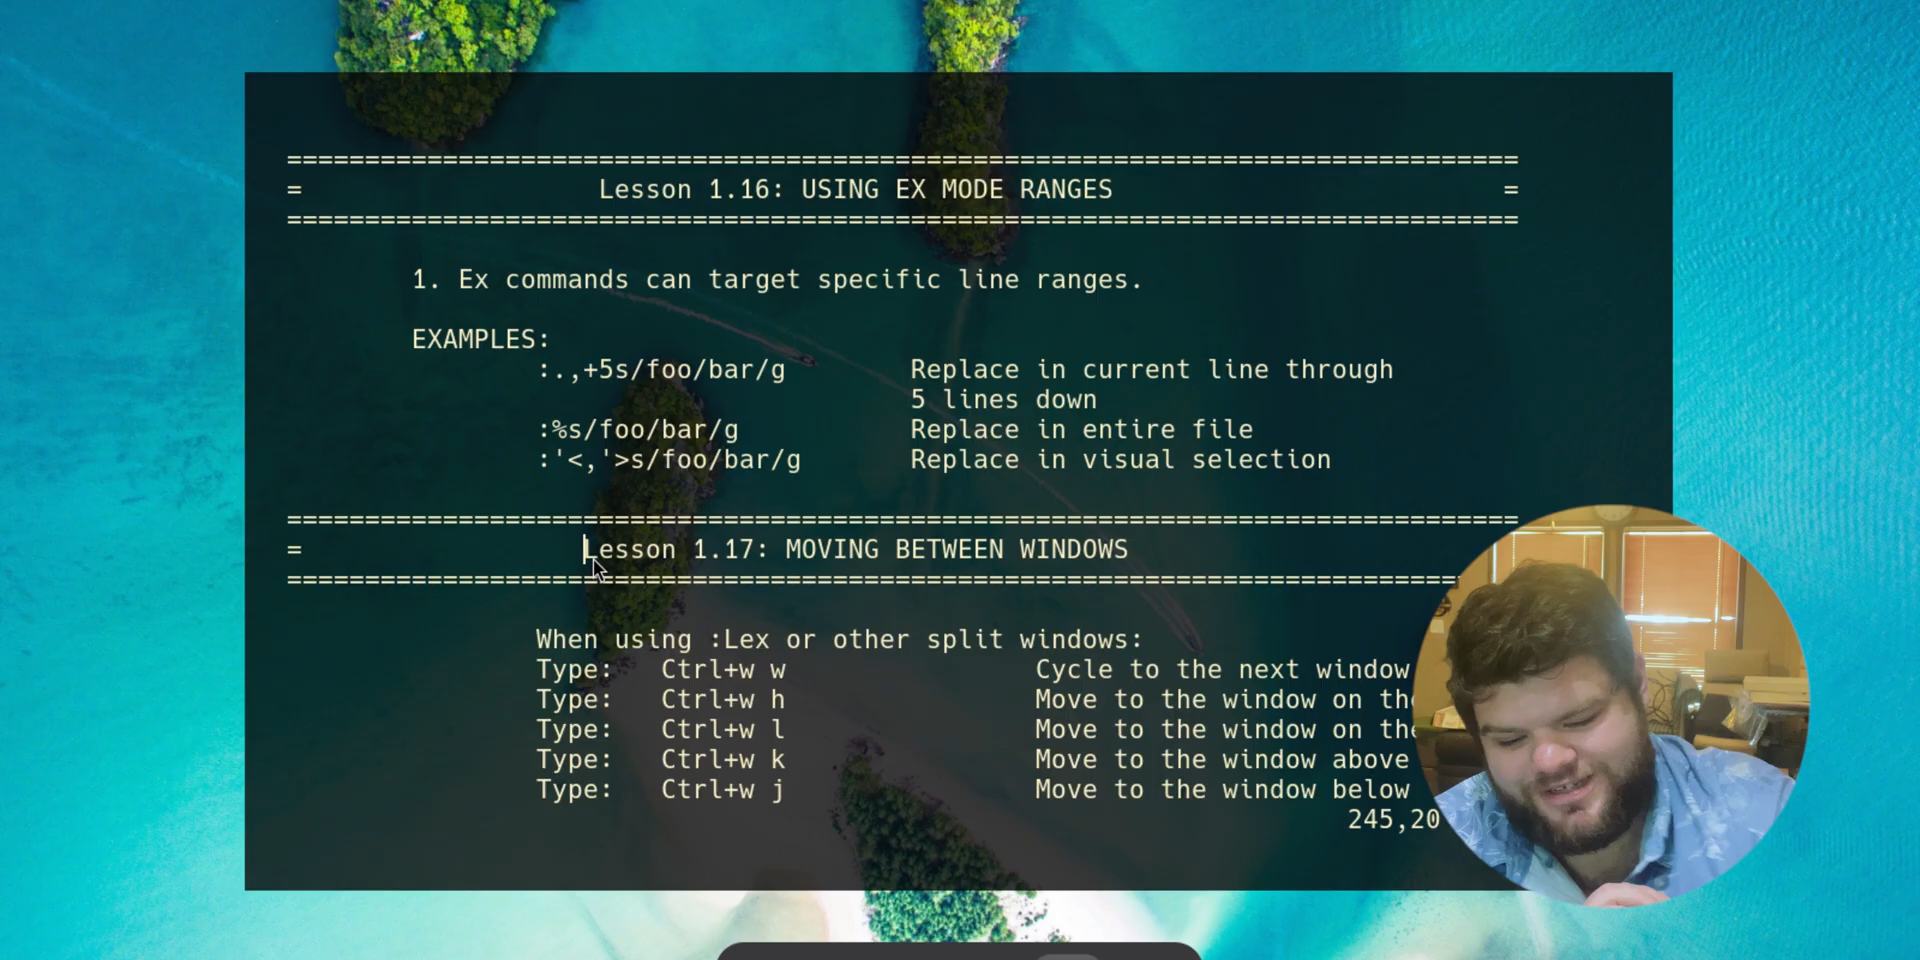 ===============================================================================
= Lesson 1.16: USING EX MODE RANGES =
===============================================================================
1. Ex commands can target specific line ranges.
EXAMPLES:
:.,+5s/foo/bar/g Replace in current line through
5 lines down
:%s/foo/bar/g Replace in entire file
:'<,'>s/foo/bar/g Replace in visual selection
===============================================================================
= Lesson 1.17: MOVING BETWEEN WINDOWS
===========================================================================
When using :Lex or other split windows:
Type: Ctrl+w w Cycle to the next window
Type: Ctrl+w h Move to the window on the
Type: Ctrl+w l Move to the window on the
Type: Ctrl+w k Move to the window above
Type: Ctrl+w j Move to the window below
245,20